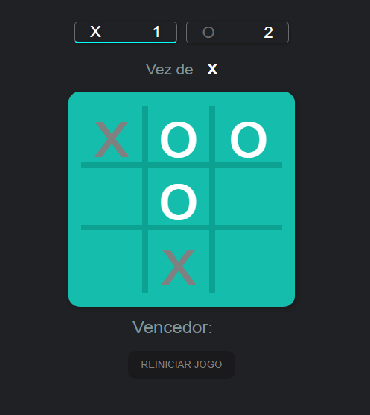 X 1 O 2
Vez de X
X O O
O
X
Vencedor:
REINICIAR JOGO